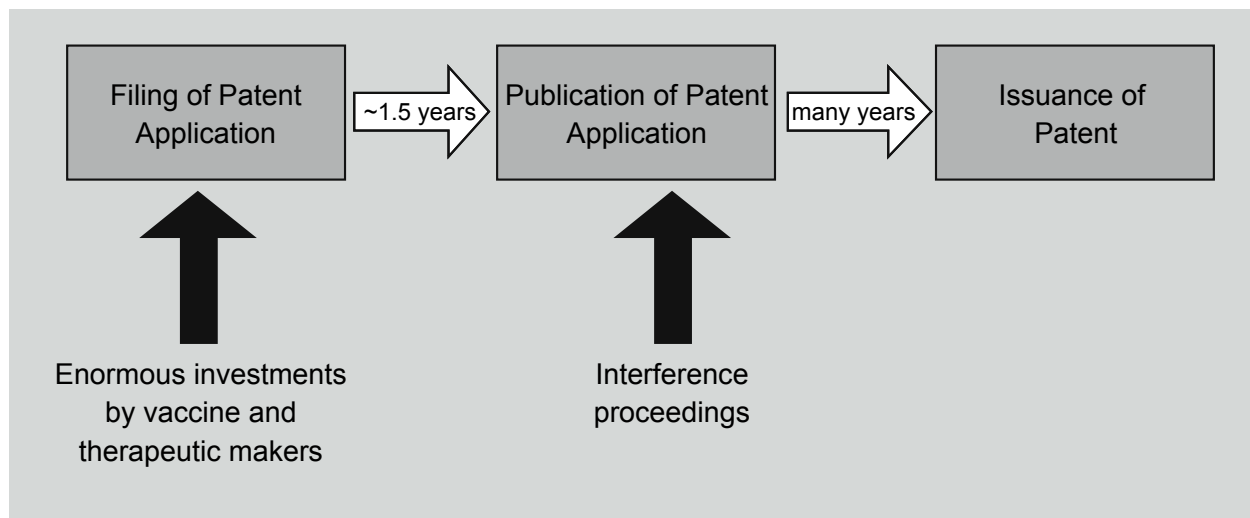 Filing of Patent
Application
~1.5 years
Publication of Patent
Application
many years
Issuance of
Patent
Enormous investments
by vaccine and
therapeutic makers
Interference
proceedings